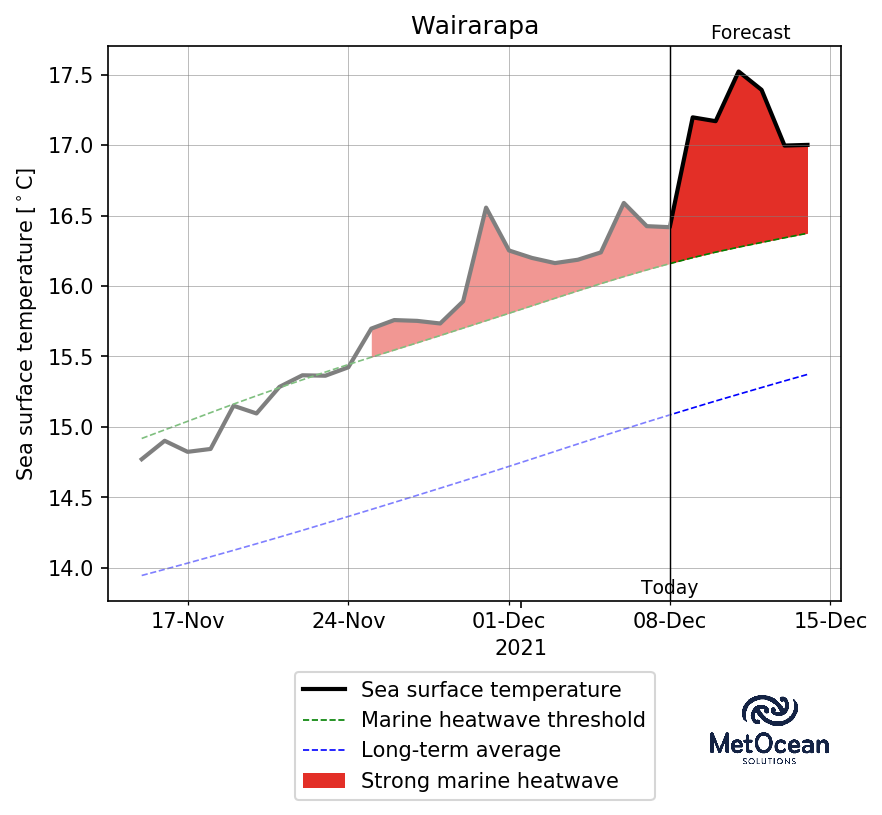 Wairarapa
Forecast
Sea surface temperature [°C]
17.5
17.0
16.5
16.0
15.5
15.0
14.5
14.0
Today
17-Nov
24-Nov
01-Dec
08-Dec
15-Dec
2021
Sea surface temperature
Marine heatwave threshold
Long-term average
Strong marine heatwave
MetOcean
SOLUTIONS